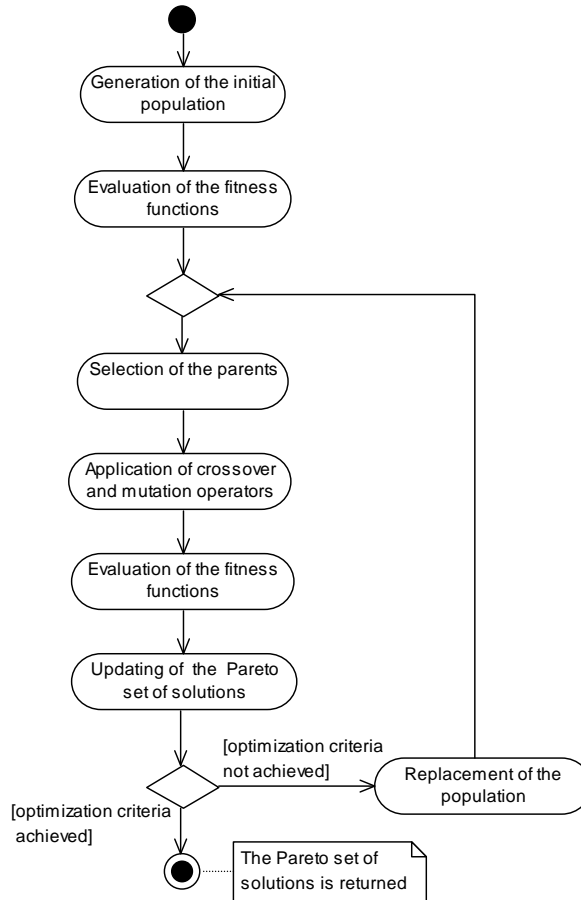 Generation of the initial
population
Evaluation of the fitness
functions
Selection of the parents
Application of crossover
and mutation operators
Evaluation of the fitness
functions
Updating of the Pareto
set of solutions
[optimization criteria
not achieved]
Replacement of the
population
[optimization criteria
achieved]
The Pareto set of
solutions is returned